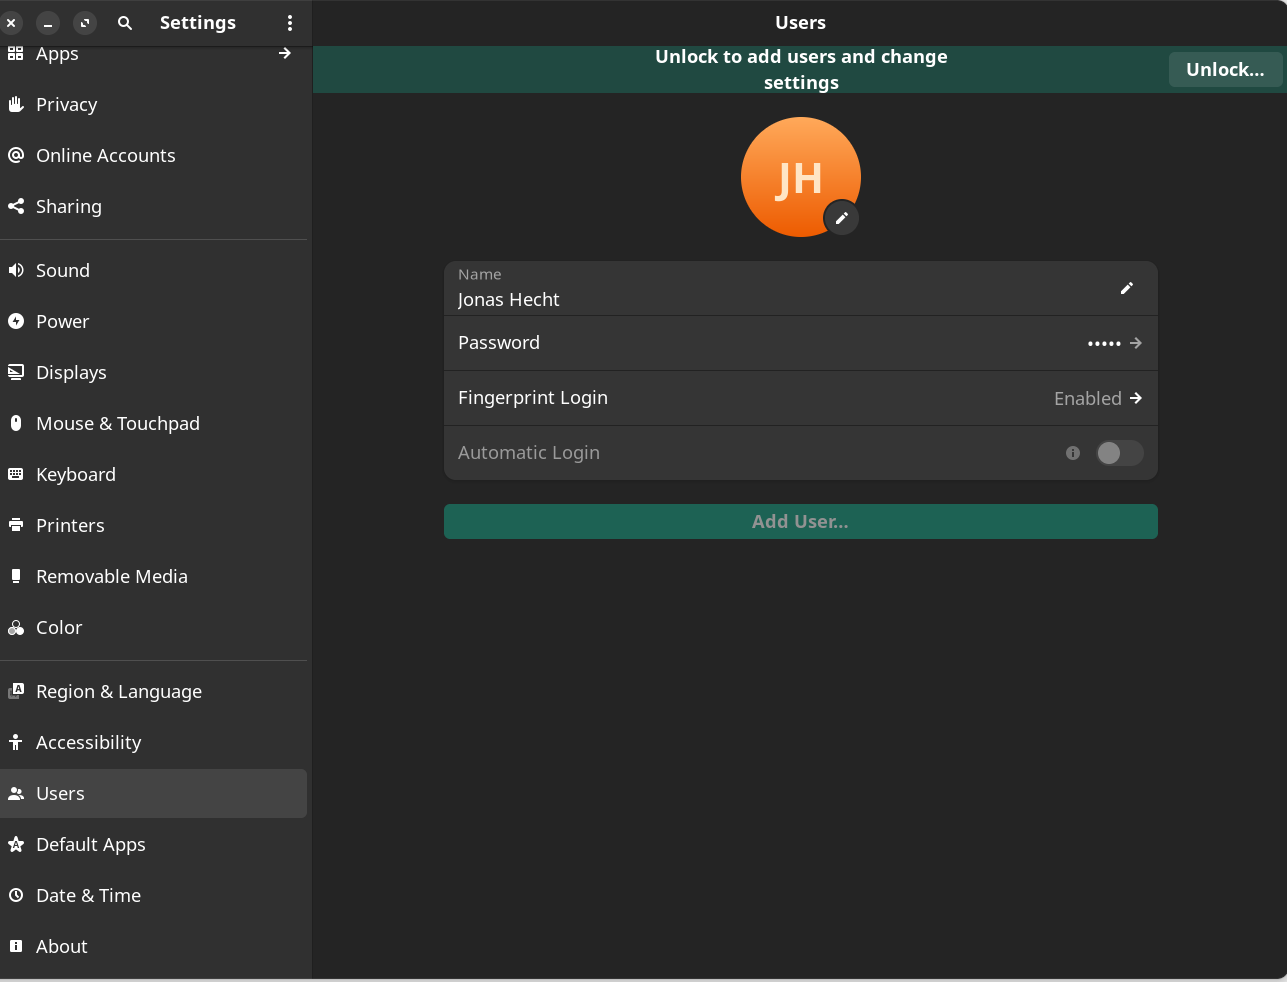 Settings
Apps
Privacy
Online Accounts
Sharing
Sound
Power
Displays
Mouse & Touchpad
Keyboard
Printers
Removable Media
Color
Region & Language
Accessibility
Users
Default Apps
Date & Time
About
Users
Unlock to add users and change
settings
Unlock...
JH
Name
Jonas Hecht
Password
•••••
Fingerprint Login
Enabled
Automatic Login
Add User...